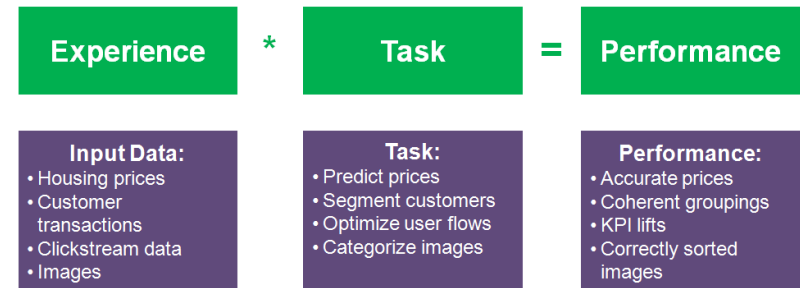 Experience * Task = Performance
Input Data:
• Housing prices
• Customer
transactions
• Clickstream data
• Images
Task:
• Predict prices
• Segment customers
• Optimize user flows
• Categorize images
Performance:
• Accurate prices
• Coherent groupings
• KPI lifts
• Correctly sorted
images